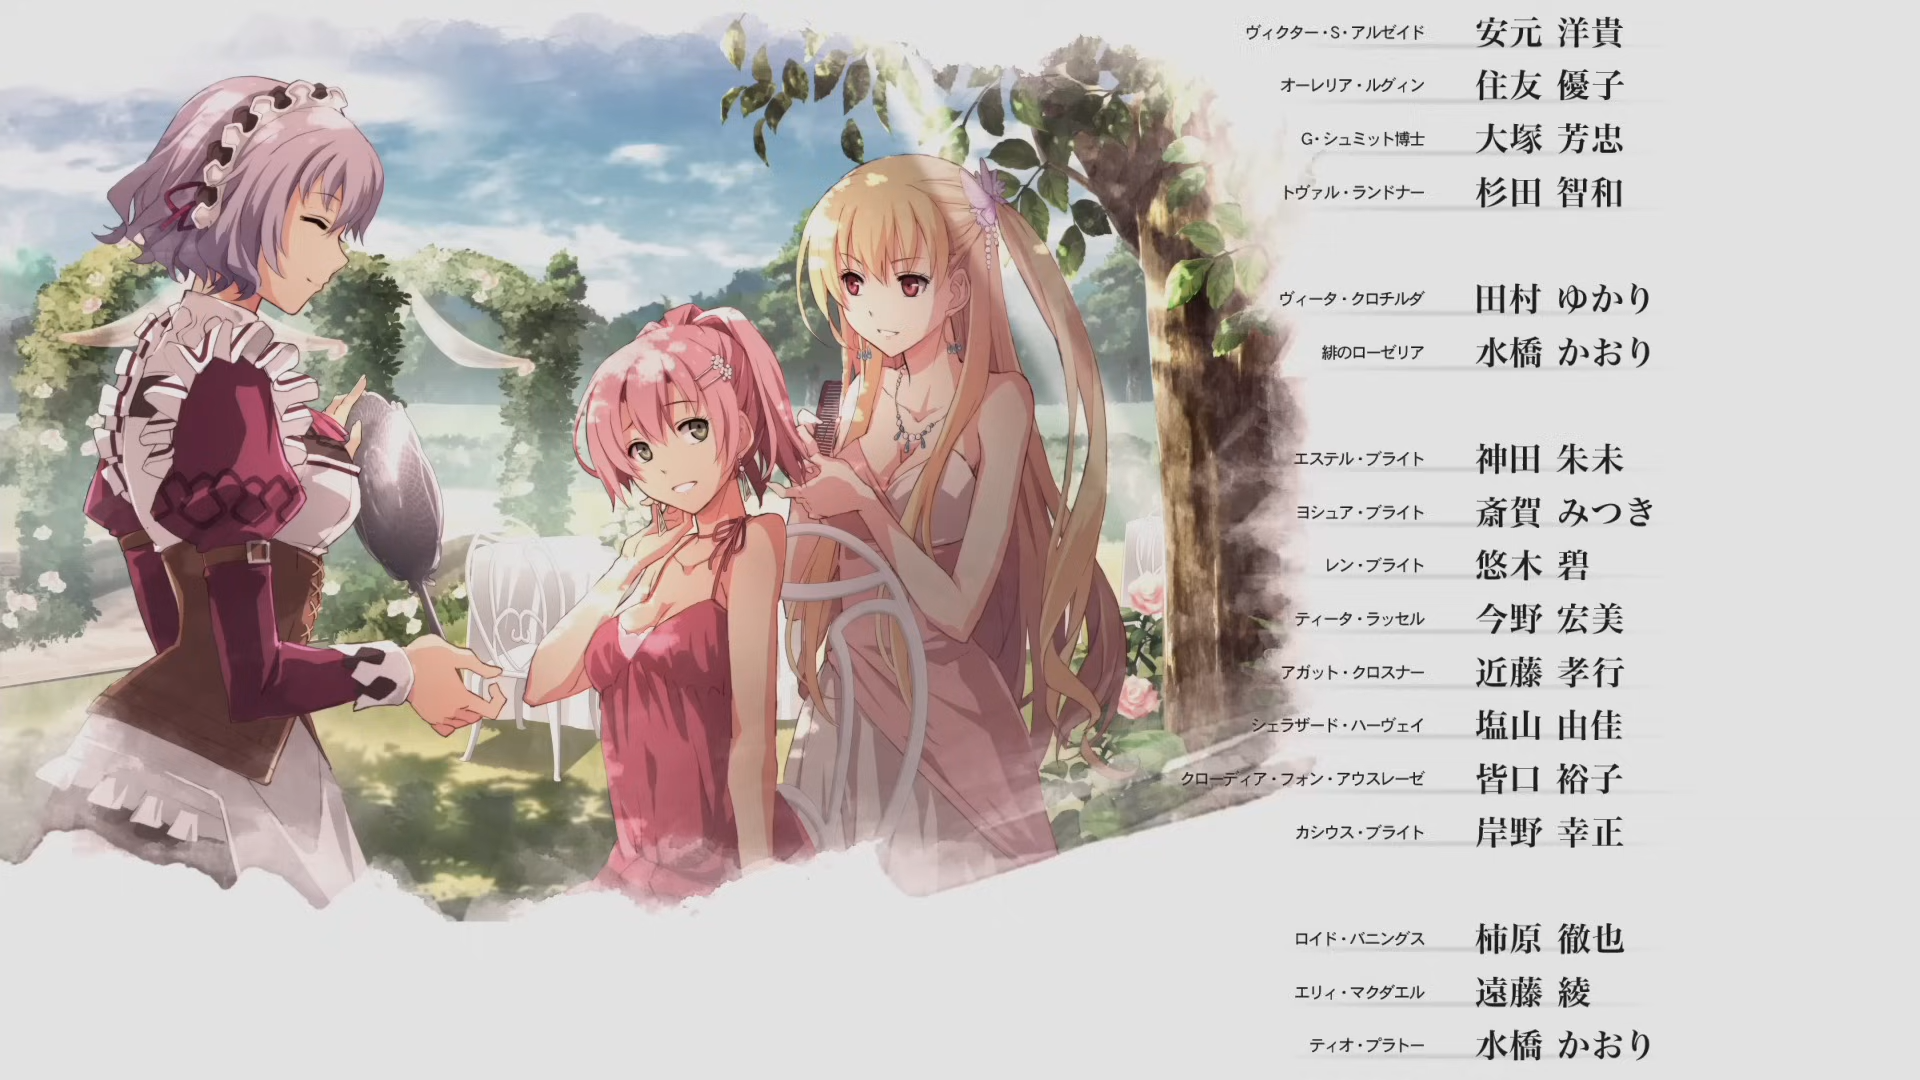 ヴィクター・S・アルゼイド 安元 洋貴
オーレリア・ルグィン 住友 優子
G・シュミット博士 大塚 芳忠
トヴァル・ランドナー 杉田 智和
ヴィータ・クロチルダ 田村 ゆかり
緋のローゼリア 水橋 かおり
エステル・ブライト 神田 朱未
ヨシュア・ブライト 斎賀 みつき
レン・ブライト 悠木 碧
ティータ・ラッセル 今野 宏美
アガット・クロスナー 近藤 孝行
シェラザード・ハーヴェイ 塩山 由佳
クローディア・フォン・アウスレーゼ 皆口 裕子
カシウス・ブライト 岸野 幸正
ロイド・バニングス 柿原 徹也
エリィ・マクダエル 遠藤 綾
ティオ・プラトー 水橋 かおり